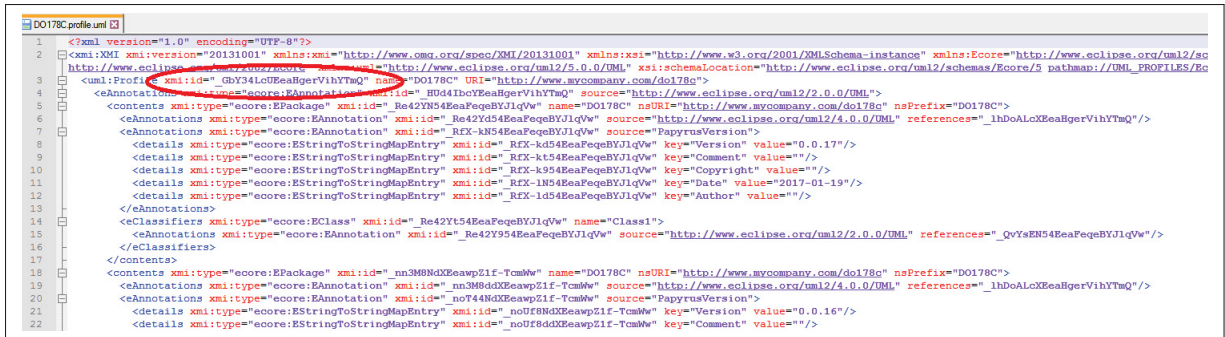 DO178C.profile.uml
1 <?xml version="1.0" encoding="UTF-8"?>
2 <xmi:XMI xmi:version="20131001" xmlns:xmi="http://www.omg.org/spec/XMI/20131001" xmlns:xsi="http://www.w3.org/2001/XMLSchema-instance" xmlns:Ecore="http://www.eclipse.org/uml2/sc
http://www.eclipse.org/uml2/2002/Ecore" xmlns:uml="http://www.eclipse.org/uml2/5.0.0/UML" xsi:schemaLocation="http://www.eclipse.org/uml2/schemas/Ecore/5 pathmap://UML_PROFILES/Ec
3 <uml:Profile xmi:id="_GbY34LcUEeaHgerVihYTmQ" name="DO178C" URI="http://www.mycompany.com/do178c">
4 <eAnnotations xmi:type="ecore:EAnnotation" xmi:id="_HUd4IbcYEeaHgerVihYTmQ" source="http://www.eclipse.org/uml2/2.0.0/UML">
5 <contents xmi:type="ecore:EPackage" xmi:id="_Re42YN54EeaFeqeBYJlqVw" name="DO178C" nsURI="http://www.mycompany.com/do178c" nsPrefix="DO178C">
6 <eAnnotations xmi:type="ecore:EAnnotation" xmi:id="_Re42Yd54EeaFeqeBYJlqVw" source="http://www.eclipse.org/uml2/4.0.0/UML" references="_lhDoALcXEeaHgerVihYTmQ"/>
7 <eAnnotations xmi:type="ecore:EAnnotation" xmi:id="_RfX-kN54EeaFeqeBYJlqVw" source="PapyrusVersion">
8 <details xmi:type="ecore:EStringToStringMapEntry" xmi:id="_RfX-kd54EeaFeqeBYJlqVw" key="Version" value="0.0.17"/>
9 <details xmi:type="ecore:EStringToStringMapEntry" xmi:id="_RfX-kt54EeaFeqeBYJlqVw" key="Comment" value=""/>
10 <details xmi:type="ecore:EStringToStringMapEntry" xmi:id="_RfX-k954EeaFeqeBYJlqVw" key="Copyright" value=""/>
11 <details xmi:type="ecore:EStringToStringMapEntry" xmi:id="_RfX-lN54EeaFeqeBYJlqVw" key="Date" value="2017-01-19"/>
12 <details xmi:type="ecore:EStringToStringMapEntry" xmi:id="_RfX-ld54EeaFeqeBYJlqVw" key="Author" value=""/>
13 </eAnnotations>
14 <eClassifiers xmi:type="ecore:EClass" xmi:id="_Re42Yt54EeaFeqeBYJlqVw" name="Class1">
15 <eAnnotations xmi:type="ecore:EAnnotation" xmi:id="_Re42Y954EeaFeqeBYJlqVw" source="http://www.eclipse.org/uml2/2.0.0/UML" references="_QvYsEN54EeaFeqeBYJlqVw"/>
16 </eClassifiers>
17 </contents>
18 <contents xmi:type="ecore:EPackage" xmi:id="_nn3M8NdXEeawpZ1f-TcmWw" name="DO178C" nsURI="http://www.mycompany.com/do178c" nsPrefix="DO178C">
19 <eAnnotations xmi:type="ecore:EAnnotation" xmi:id="_nn3M8ddXEeawpZ1f-TcmWw" source="http://www.eclipse.org/uml2/4.0.0/UML" references="_lhDoALcXEeaHgerVihYTmQ"/>
20 <eAnnotations xmi:type="ecore:EAnnotation" xmi:id="_noT44NdXEeawpZ1f-TcmWw" source="PapyrusVersion">
21 <details xmi:type="ecore:EStringToStringMapEntry" xmi:id="_noUf8NdXEeawpZ1f-TcmWw" key="Version" value="0.0.16"/>
22 <details xmi:type="ecore:EStringToStringMapEntry" xmi:id="_noUf8ddXEeawpZ1f-TcmWw" key="Comment" value=""/>